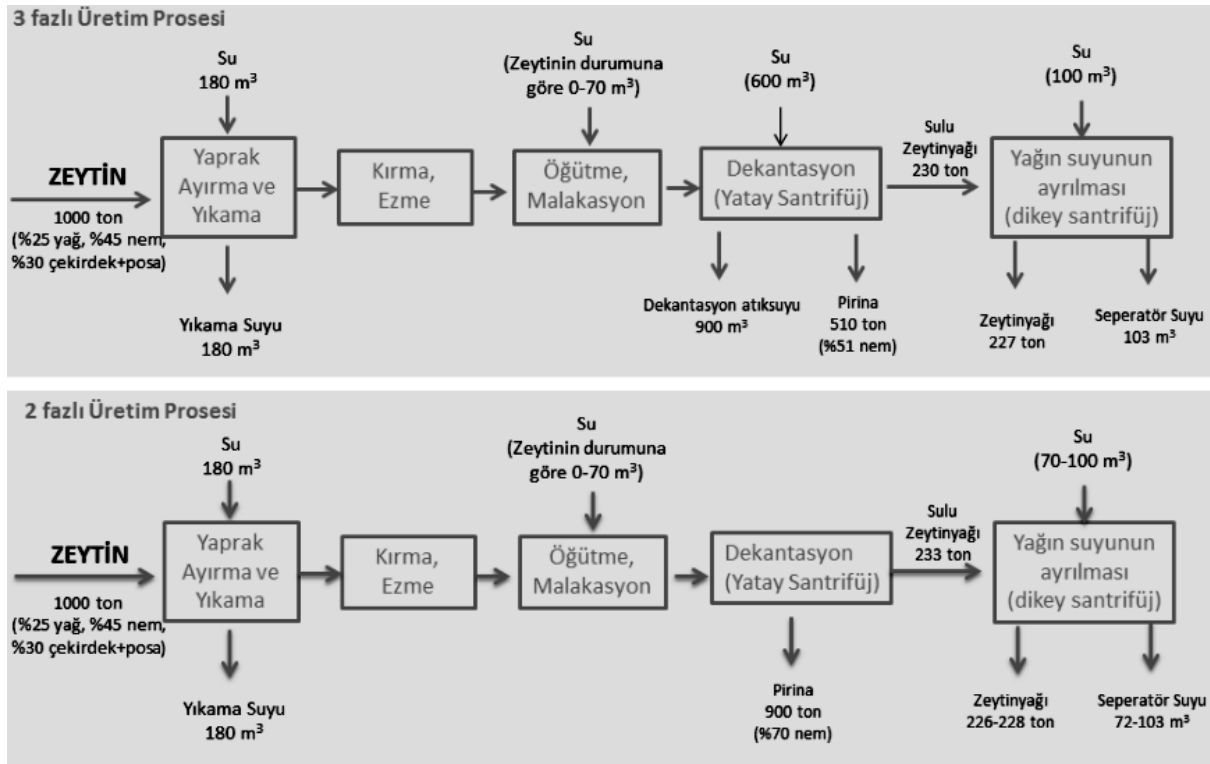 3 fazlı Üretim Prosesi
Su
180 m³
Su
(Zeytinin durumuna
göre 0-70 m³)
Su
(600 m³)
Su
(100 m³)
ZEYTİN
1000 ton
(%25 yağ, %45 nem,
%30 çekirdek+posa)
Yaprak
Ayırma ve
Yıkama
Kırma,
Ezme
Öğütme,
Malakasyon
Dekantasyon
(Yatay Santrifüj)
Sulu
Zeytinyağı
230 ton
Yağın suyunun
ayrılması
(dikey santrifüj)
Yıkama Suyu
180 m³
Dekantasyon atıksuyu
900 m³
Pirina
510 ton
(%51 nem)
Zeytinyağı
227 ton
Seperatör Suyu
103 m³
2 fazlı Üretim Prosesi
Su
180 m³
Su
(Zeytinin durumuna
göre 0-70 m³)
Su
(70-100 m³)
ZEYTİN
1000 ton
(%25 yağ, %45 nem,
%30 çekirdek+posa)
Yaprak
Ayırma ve
Yıkama
Kırma,
Ezme
Öğütme,
Malakasyon
Dekantasyon
(Yatay Santrifüj)
Sulu
Zeytinyağı
233 ton
Yağın suyunun
ayrılması
(dikey santrifüj)
Yıkama Suyu
180 m³
Pirina
900 ton
(%70 nem)
Zeytinyağı
226-228 ton
Seperatör Suyu
72-103 m³